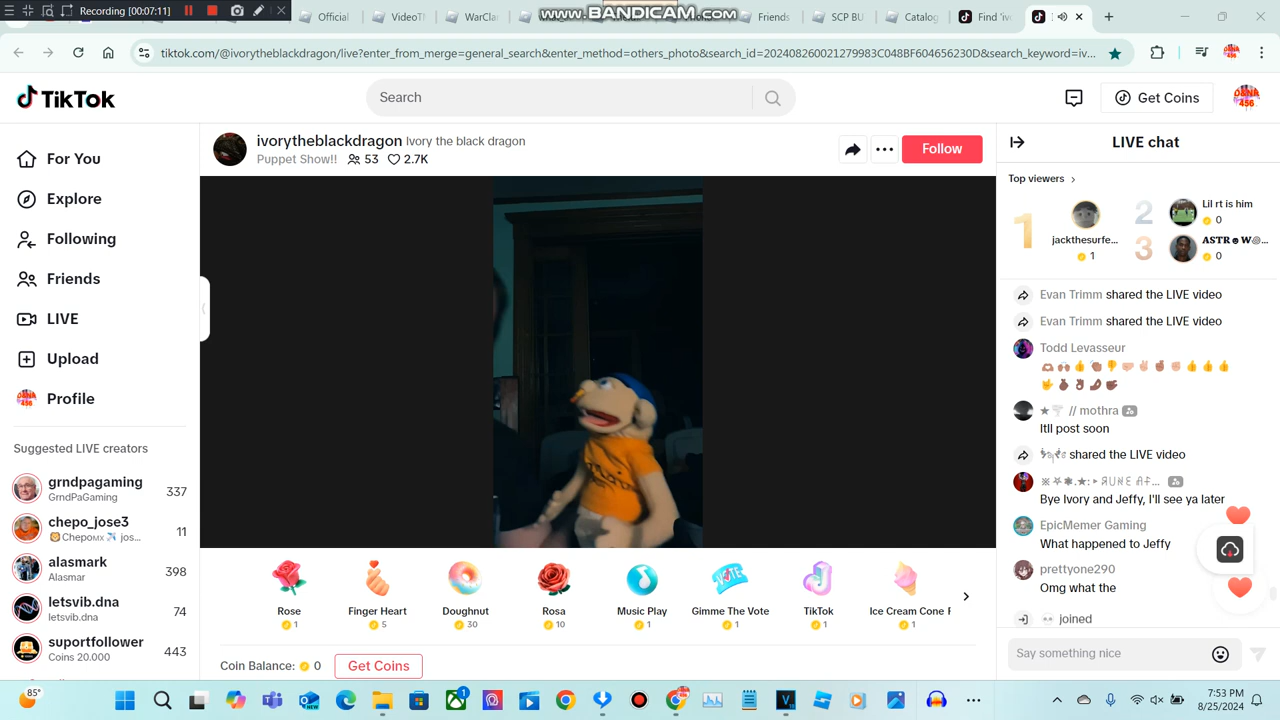 Recording [00:07:11]
Official
VideoT
WarCla
www.BANDICAM.com
Friends
SCP BU
Catalog
Find 'iv
tiktok.com/@ivorytheblackdragon/live?enter_from_merge=general_search&enter_method=others_photo&search_id=202408260021279983C048BF604656230D&search_keyword=iv...
TikTok
Search
Get Coins
D&NA
456
For You
Explore
Following
Friends
LIVE
Upload
Profile
Suggested LIVE creators
grndpagaming
GrndPaGaming
337
chepo_jose3
🦁Chepoᴍx ✈️ jos...
11
alasmark
Alasmar
398
letsvib.dna
letsvib.dna
74
suportfollower
Coins 20.000
443
ivorytheblackdragon Ivory the black dragon
Puppet Show!! 53 2.7K
Follow
Rose
1
Finger Heart
5
Doughnut
30
Rosa
10
Music Play
1
Gimme The Vote
1
TikTok
1
Ice Cream Cone F
1
Coin Balance: 0 Get Coins
LIVE chat
Top viewers
1
jackthesurfe...
1
2
Lil rt is him
0
3
0
Evan Trimm shared the LIVE video
Evan Trimm shared the LIVE video
Todd Levasseur
// mothra
Itll post soon
shared the LIVE video
Bye Ivory and Jeffy, I'll see ya later
EpicMemer Gaming
What happened to Jeffy
prettyone290
Omg what the
joined
Say something nice
85°
7:53 PM
8/25/2024